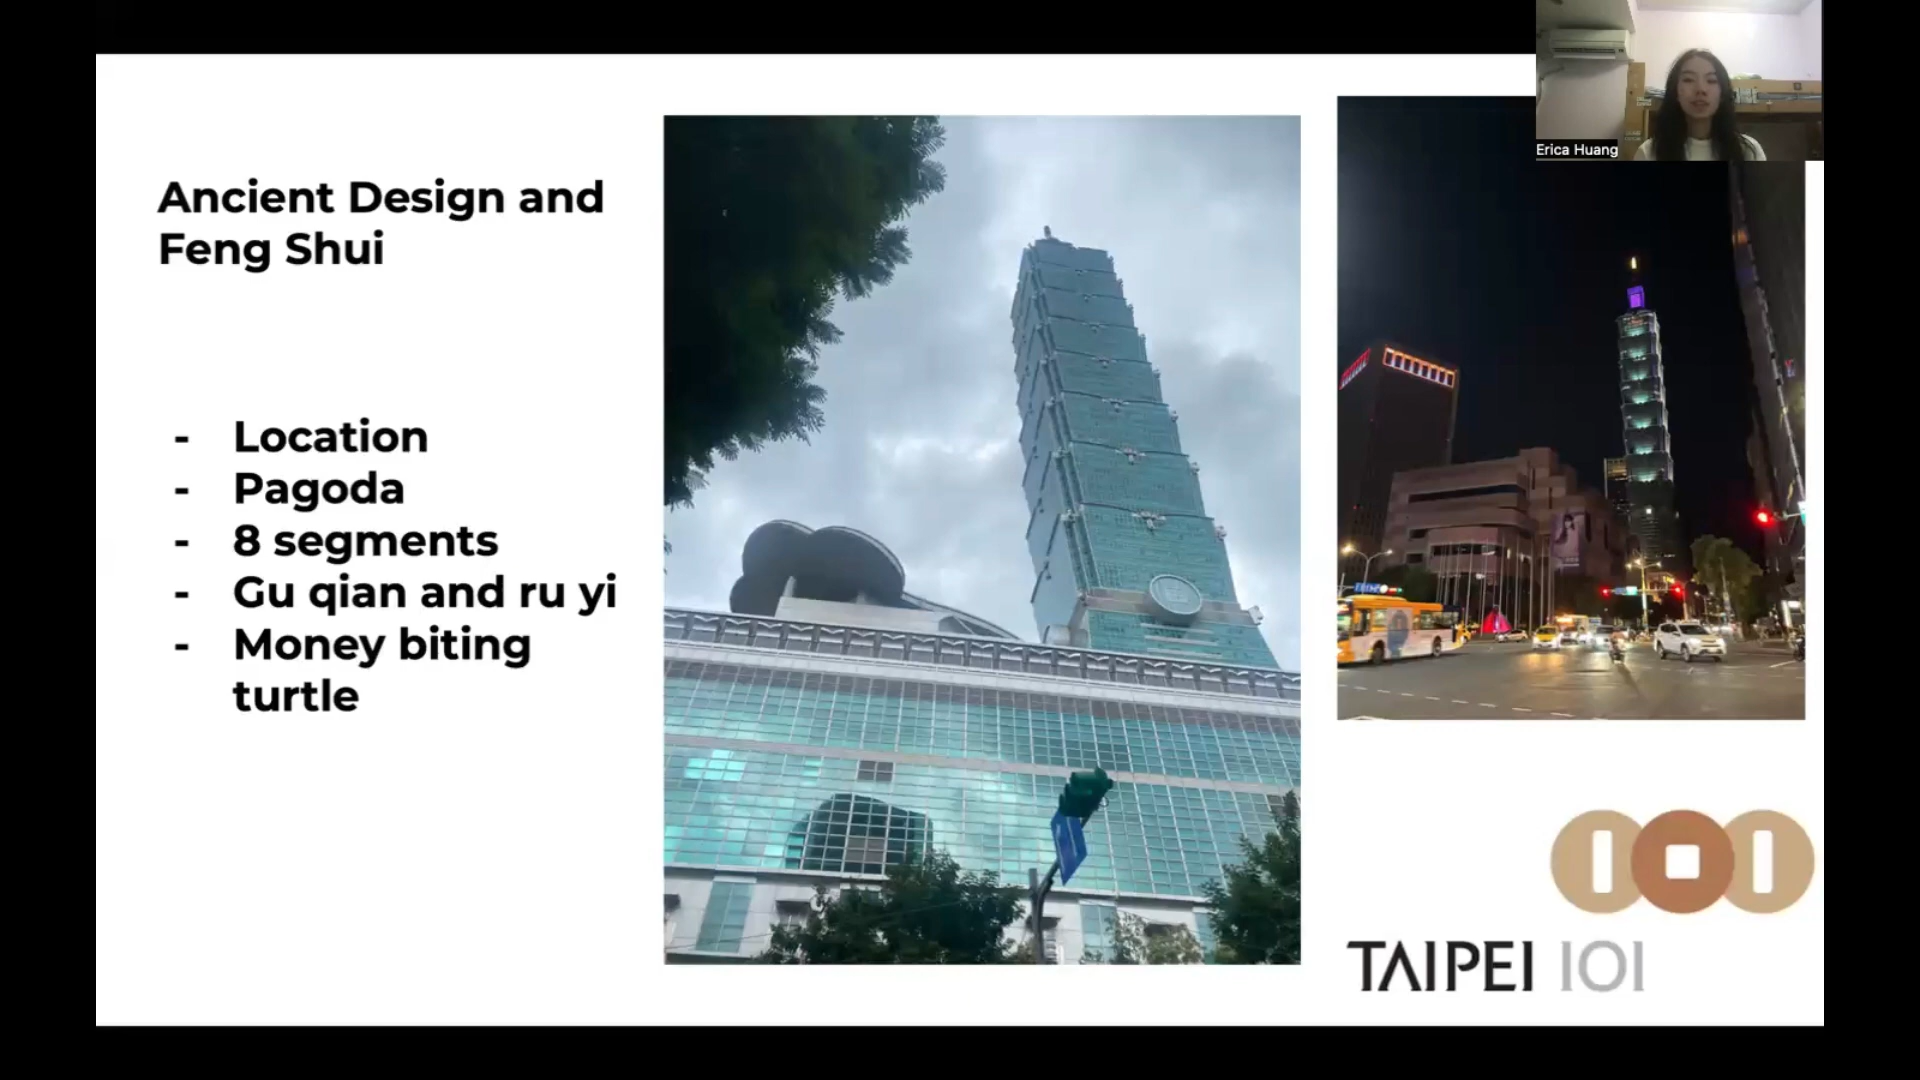 Erica Huang
Ancient Design and
Feng Shui
- Location
- Pagoda
- 8 segments
- Gu qian and ru yi
- Money biting
turtle
TAIPEI 101